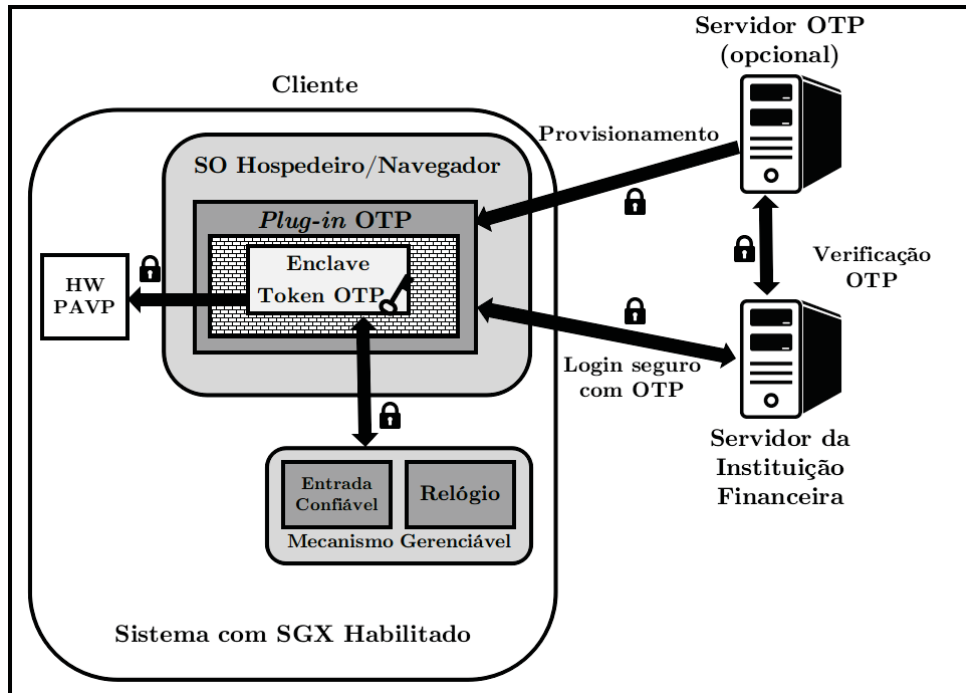 Servidor OTP
(opcional)
Cliente
Provisionamento
SO Hospedeiro/Navegador
Plug-in OTP
Enclave
Token OTP
HW
PAVP
Verificação
OTP
Login seguro
com OTP
Servidor da
Instituição
Financeira
Entrada
Confiável
Relógio
Mecanismo Gerenciável
Sistema com SGX Habilitado